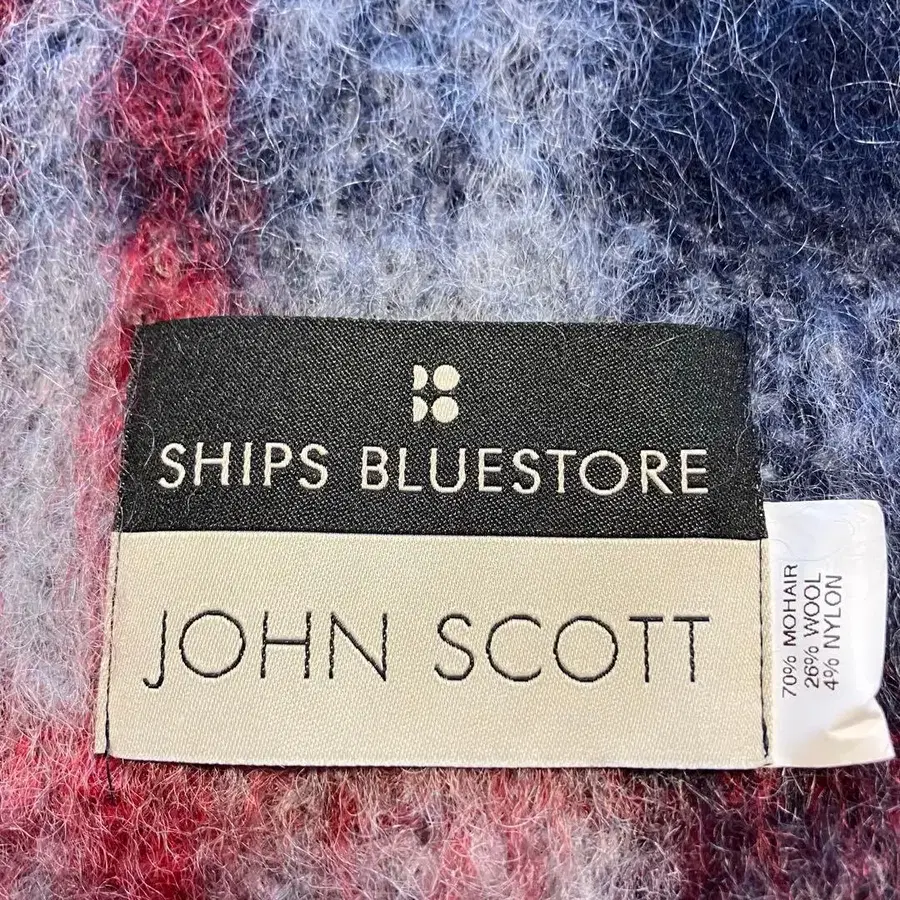 SHIPS BLUESTORE
JOHN SCOTT
70% MOHAIR
26% WOOL
4% NYLON